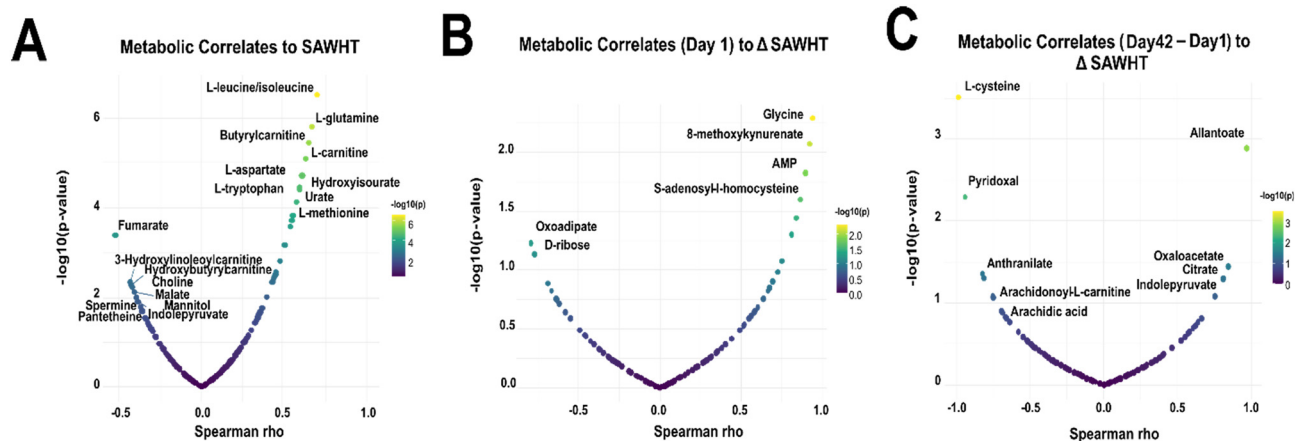 A
Metabolic Correlates to SAWHT
L-leucine/isoleucine
L-glutamine
Butyrylcarnitine
L-carnitine
L-aspartate
L-tryptophan
Hydroxyisourate
Urate
L-methionine
Fumarate
3-Hydroxylinoleoylcarnitine
Hydroxybutyrylcarnitine
Choline
Malate
Spermine
Mannitol
Pantetheine
Indolepyruvate
-log10(p-value)
6
4
2
0
-0.5
0.0
0.5
1.0
Spearman rho
-log10(p)
6
4
2
B
Metabolic Correlates (Day 1) to Δ SAWHT
Glycine
8-methoxykynurenate
AMP
S-adenosyl-l-homocysteine
Oxoadipate
D-ribose
-log10(p-value)
2.0
1.5
1.0
0.5
0.0
-0.5
0.0
0.5
1.0
Spearman rho
-log10(p)
2.0
1.5
1.0
0.5
0.0
C
Metabolic Correlates (Day42 – Day1) to
Δ SAWHT
L-cysteine
Allantoate
Pyridoxal
Anthranilate
Arachidonoyl-L-carnitine
Arachidic acid
Oxaloacetate
Citrate
Indolepyruvate
-log10(p-value)
3
2
1
0
-1.0
-0.5
0.0
0.5
1.0
Spearman rho
-log10(p)
3
2
1
0